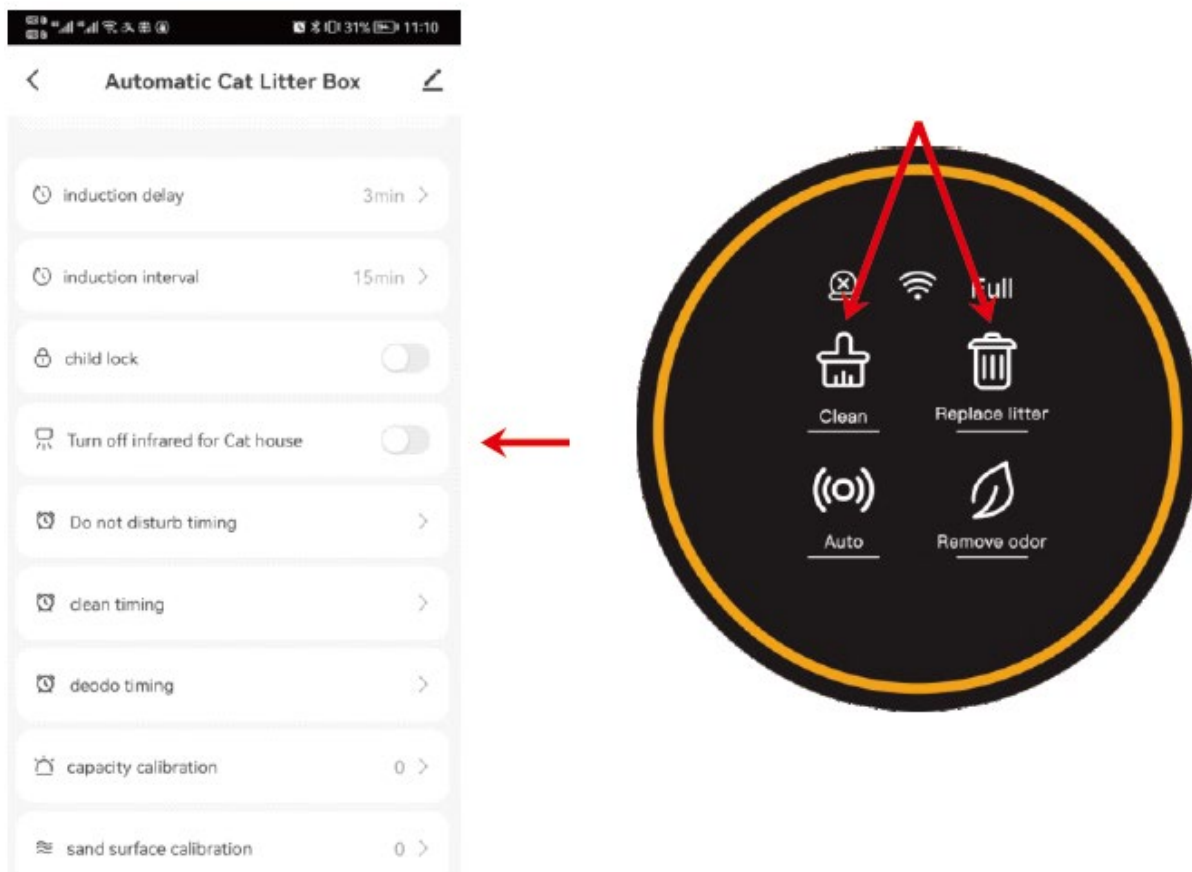 31% 11:10
Automatic Cat Litter Box
induction delay 3min
induction interval 15min
child lock
Turn off infrared for Cat house
Do not disturb timing
clean timing
deodo timing
capacity calibration 0
sand surface calibration 0
Full
Clean Replace litter
Auto Remove odor